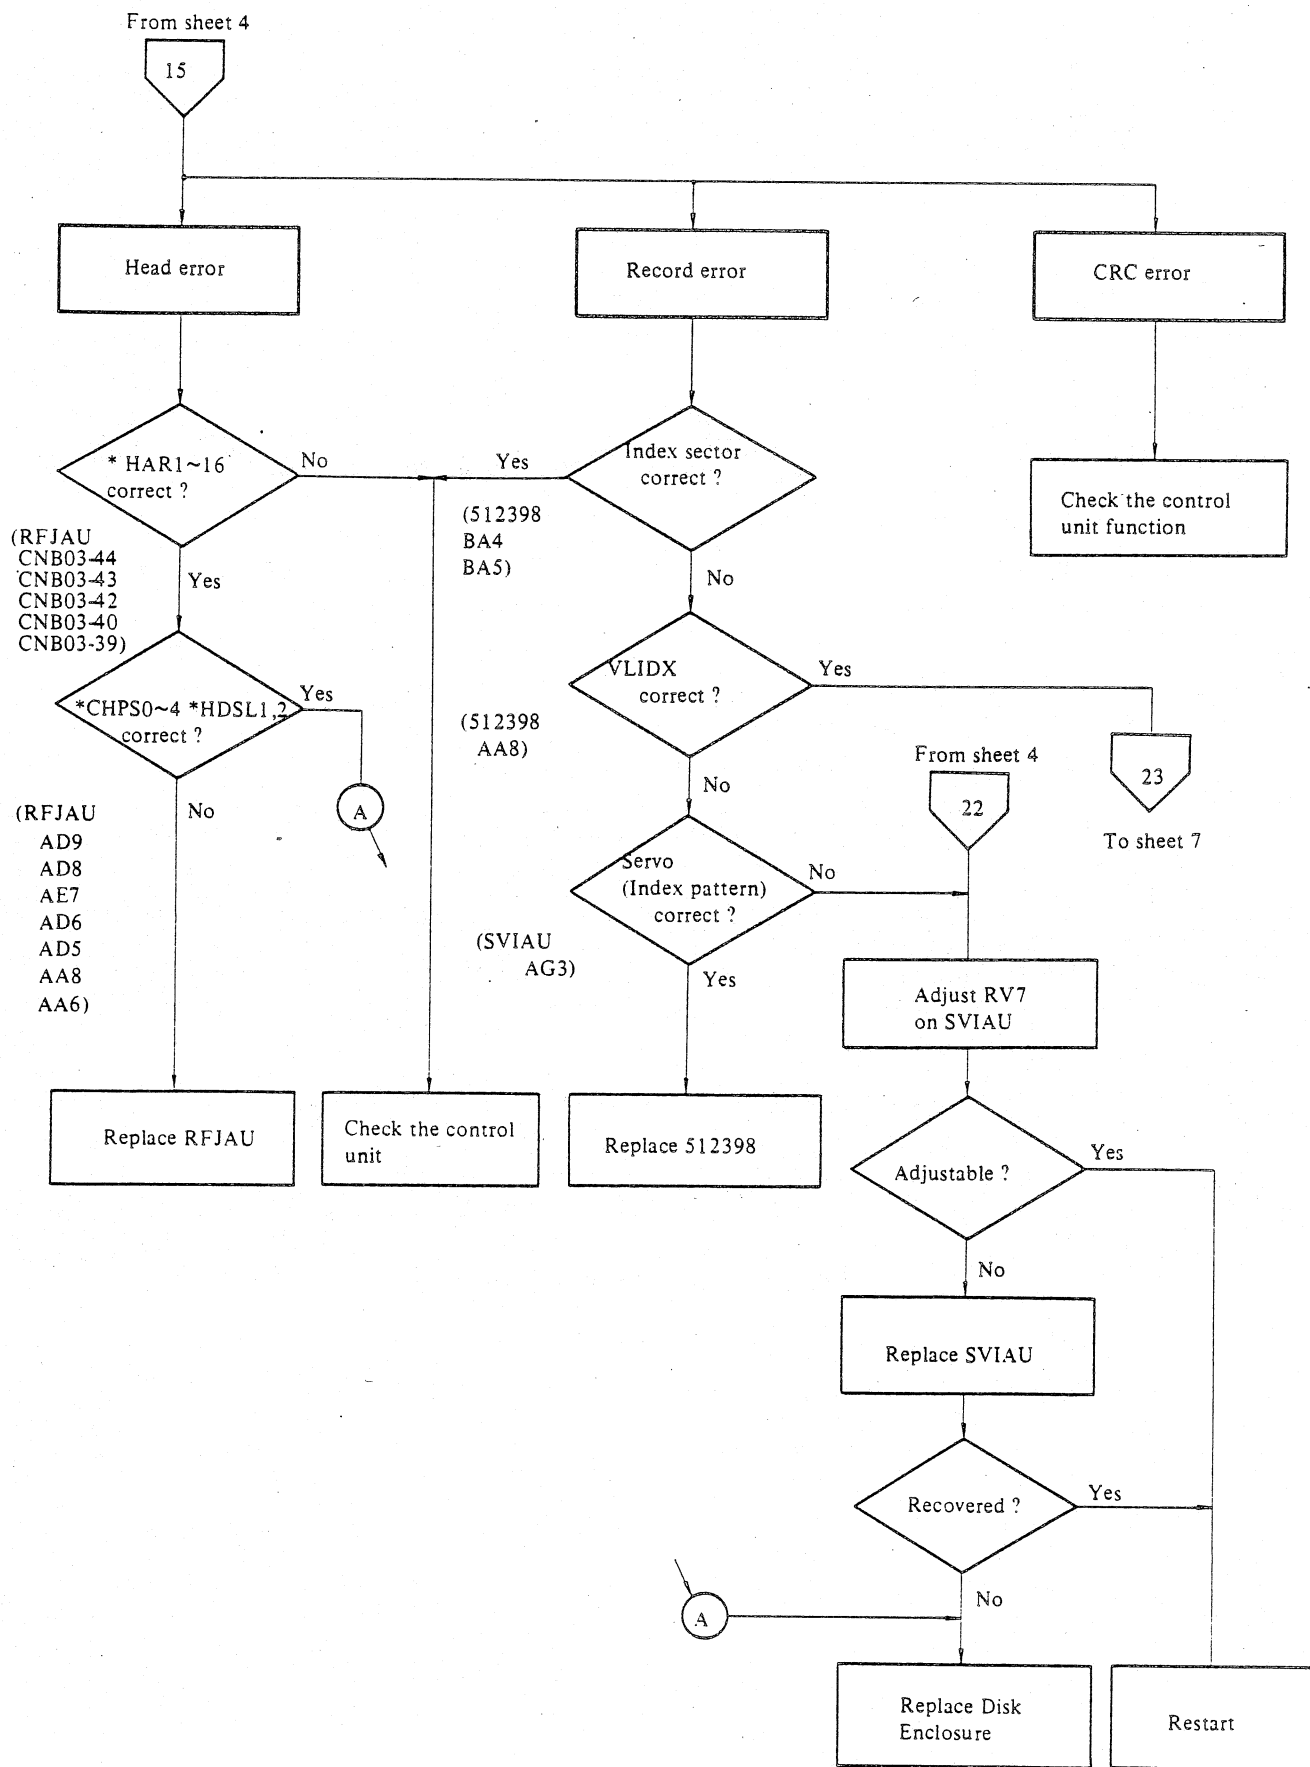 From sheet 4
15
Head error
Record error
CRC error
* HAR1~16
correct ?
No
Yes
Index sector
correct ?
Check the control
unit function
(RFJAU
CNB03-44
CNB03-43
CNB03-42
CNB03-40
CNB03-39)
Yes
(512398
BA4
BA5)
No
*CHPS0~4 *HDSL1,2
correct ?
Yes
VLIDX
correct ?
Yes
(512398
AA8)
No
A
From sheet 4
22
23
To sheet 7
No
(RFJAU
AD9
AD8
AE7
AD6
AD5
AA8
AA6)
Servo
(Index pattern)
correct ?
No
(SVIAU
AG3)
Yes
Adjust RV7
on SVIAU
Replace RFJAU
Check the control
unit
Replace 512398
Adjustable ?
Yes
No
Replace SVIAU
Recovered ?
Yes
No
A
Replace Disk
Enclosure
Restart